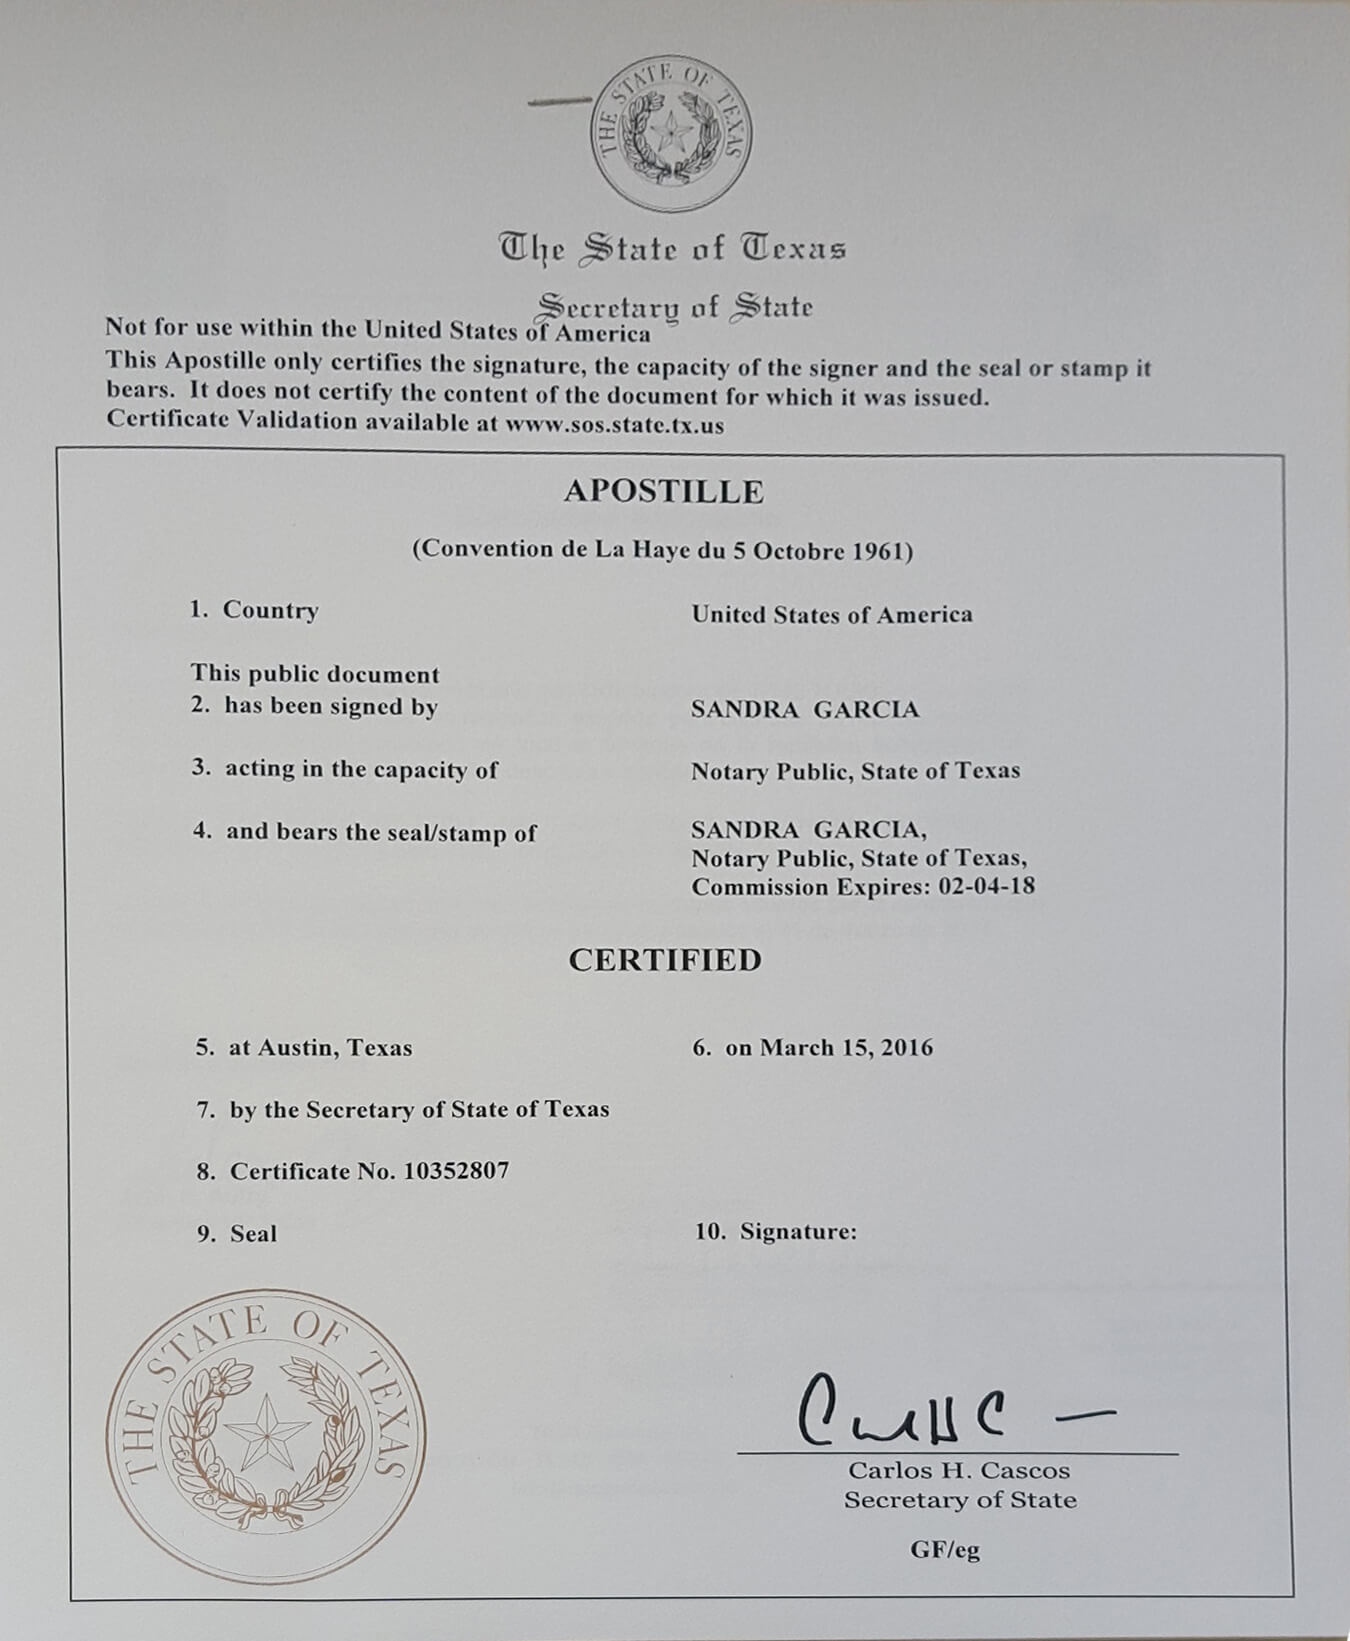 THE STATE OF TEXAS
The State of Texas
Secretary of State
Not for use within the United States of America
This Apostille only certifies the signature, the capacity of the signer and the seal or stamp it
bears. It does not certify the content of the document for which it was issued.
Certificate Validation available at www.sos.state.tx.us
APOSTILLE
(Convention de La Haye du 5 Octobre 1961)
1. Country United States of America
This public document
2. has been signed by SANDRA GARCIA
3. acting in the capacity of Notary Public, State of Texas
4. and bears the seal/stamp of SANDRA GARCIA,
Notary Public, State of Texas,
Commission Expires: 02-04-18
CERTIFIED
5. at Austin, Texas 6. on March 15, 2016
7. by the Secretary of State of Texas
8. Certificate No. 10352807
9. Seal 10. Signature:
THE STATE OF TEXAS
Carlos H. Cascos
Secretary of State
GF/eg